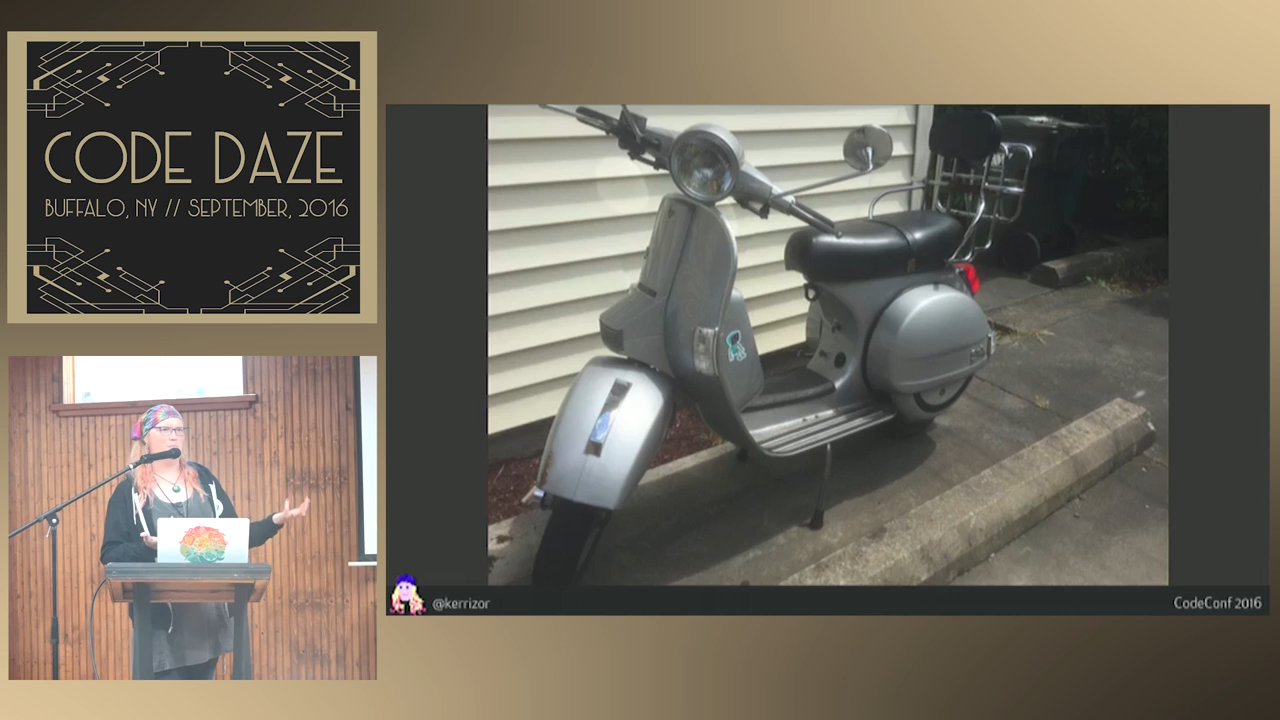 CODE DAZE
BUFFALO, NY // SEPTEMBER, 2016
@kerrizor
CodeConf 2016